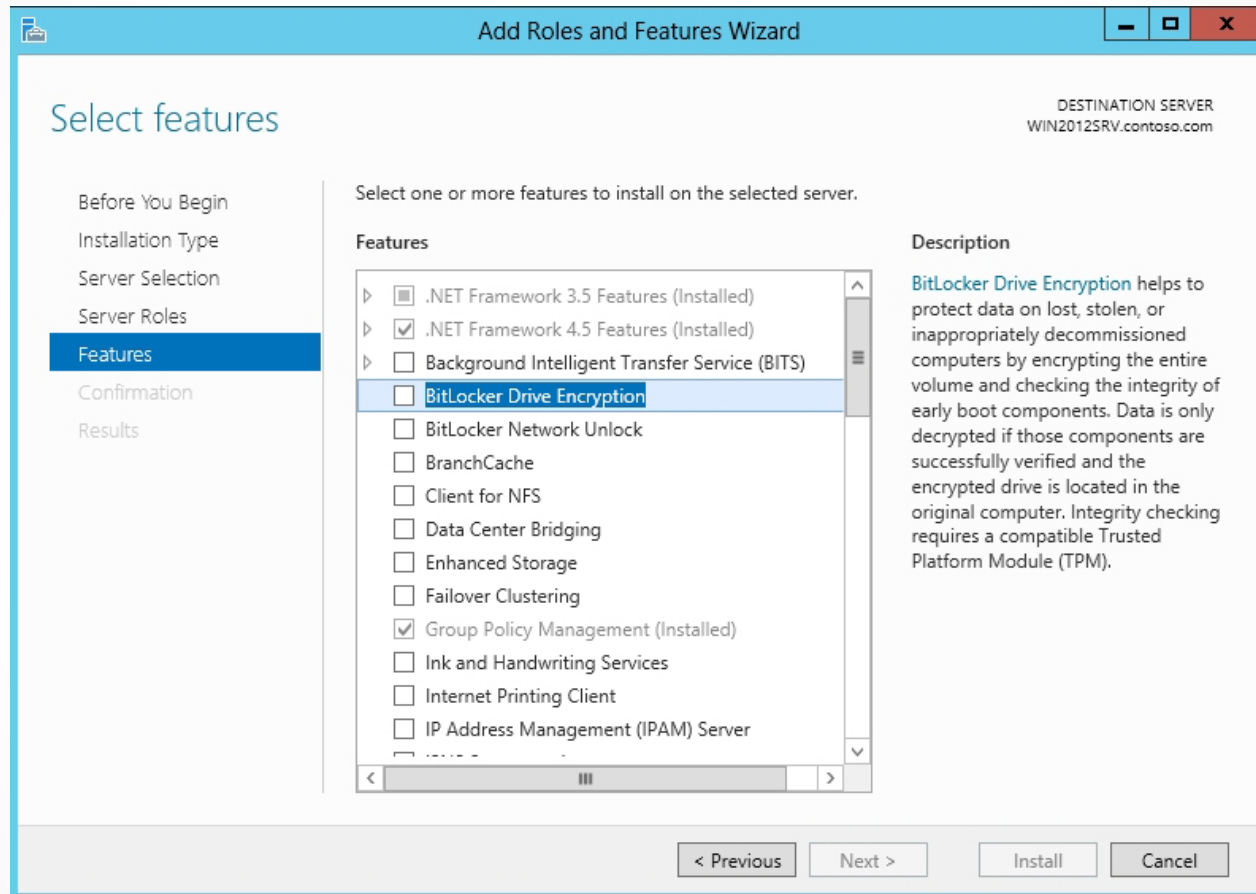 Add Roles and Features Wizard
Select features
DESTINATION SERVER
WIN2012SRV.contoso.com
Before You Begin
Installation Type
Server Selection
Server Roles
Features
Confirmation
Results
Select one or more features to install on the selected server.
Features
.NET Framework 3.5 Features (Installed)
.NET Framework 4.5 Features (Installed)
Background Intelligent Transfer Service (BITS)
BitLocker Drive Encryption
BitLocker Network Unlock
BranchCache
Client for NFS
Data Center Bridging
Enhanced Storage
Failover Clustering
Group Policy Management (Installed)
Ink and Handwriting Services
Internet Printing Client
IP Address Management (IPAM) Server
Description
BitLocker Drive Encryption helps to
protect data on lost, stolen, or
inappropriately decommissioned
computers by encrypting the entire
volume and checking the integrity of
early boot components. Data is only
decrypted if those components are
successfully verified and the
encrypted drive is located in the
original computer. Integrity checking
requires a compatible Trusted
Platform Module (TPM).
< Previous
Next >
Install
Cancel